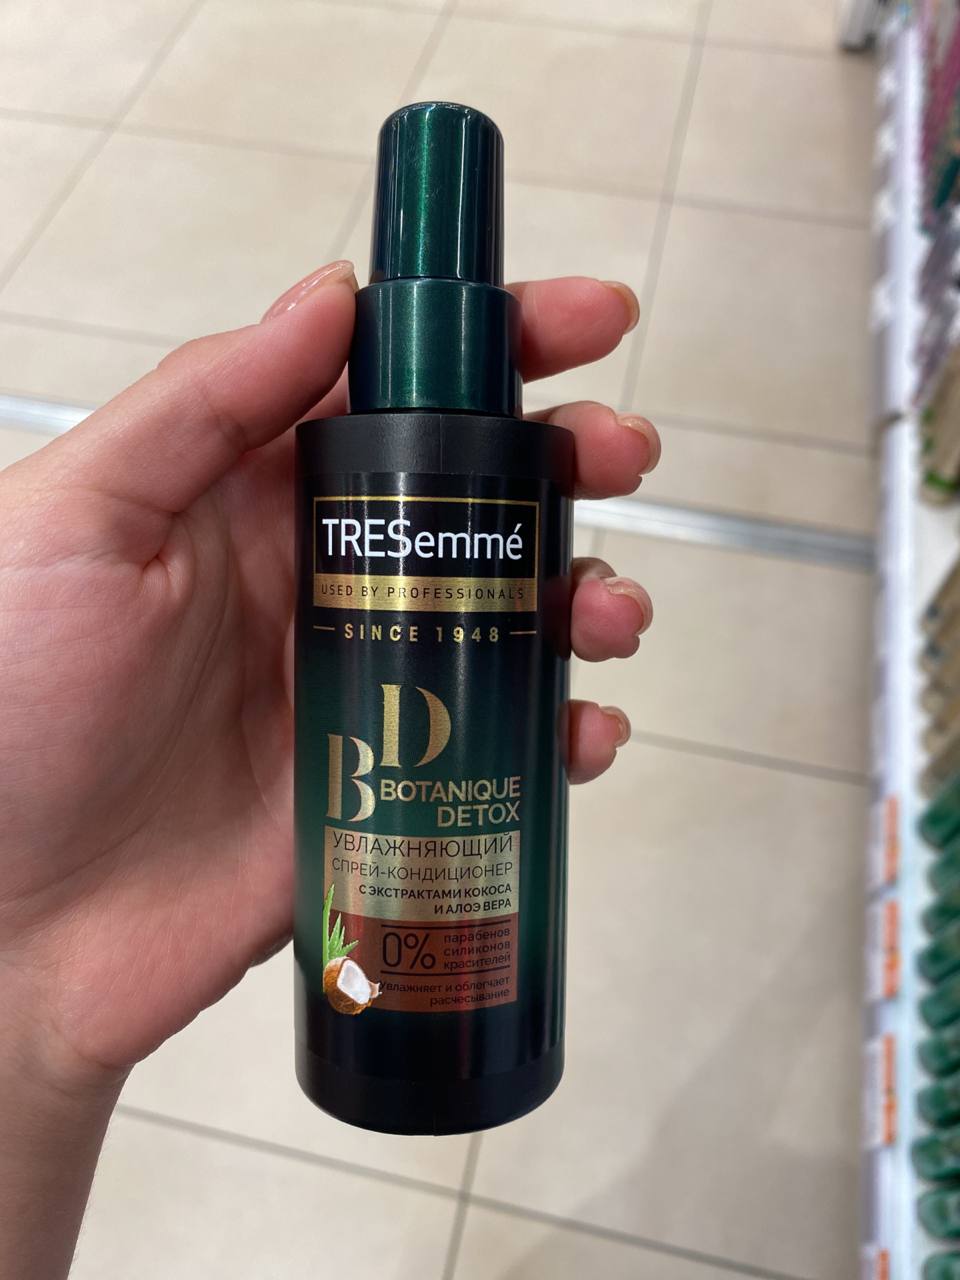 TRESemmé
USED BY PROFESSIONALS
SINCE 1948
BD
BOTANIQUE
DETOX
УВЛАЖНЯЮЩИЙ
СПРЕЙ-КОНДИЦИОНЕР
С ЭКСТРАКТАМИ КОКОСА
И АЛОЭ ВЕРА
0% парабенов
силиконов
красителей
Увлажняет и облегчает
расчесывание